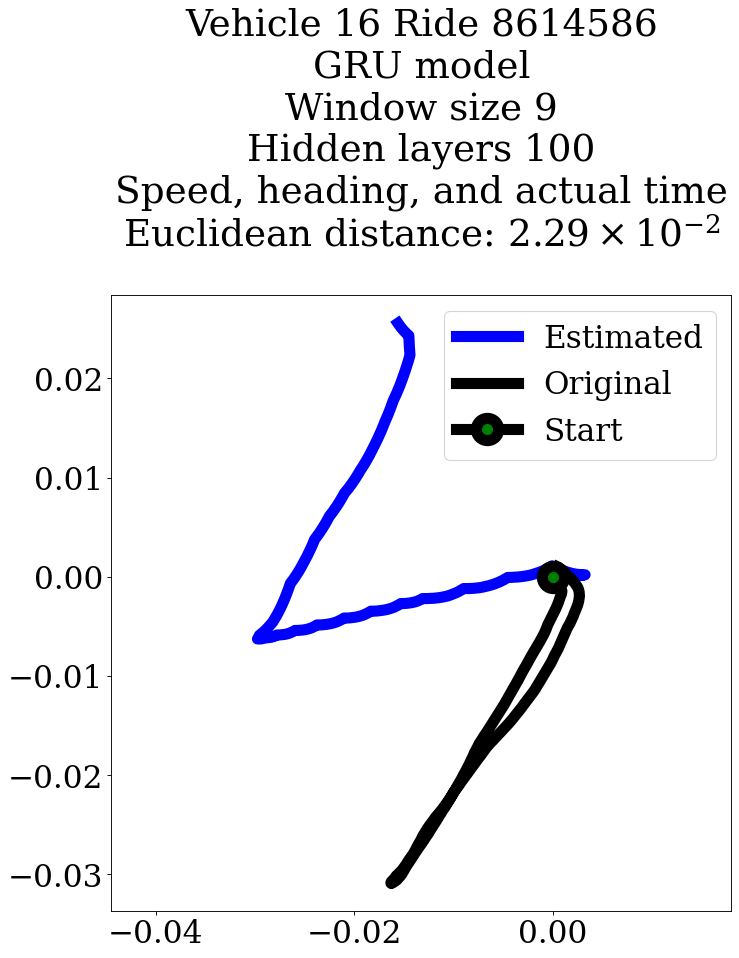 Vehicle 16 Ride 8614586
GRU model
Window size 9
Hidden layers 100
Speed, heading, and actual time
Euclidean distance: 2.29 × 10⁻²
Estimated
Original
Start
0.02
0.01
0.00
−0.01
−0.02
−0.03
−0.04
−0.02
0.00